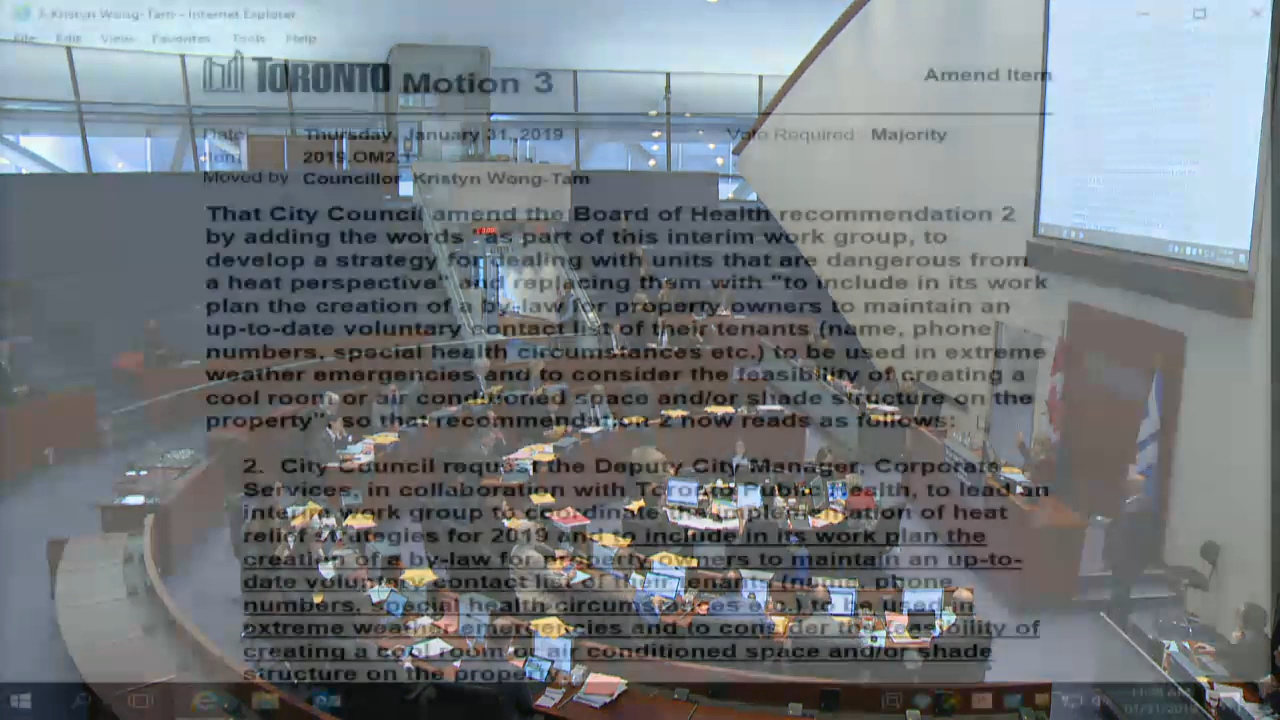 3. Kristyn Wong-Tam - Internet Explorer
File Edit View Favorites Tools Help
TORONTO Motion 3
Amend Item
Date Thursday, January 31, 2019
Vote Required Majority
Item 2019.OM2.1
Moved by Councillor Kristyn Wong-Tam
That City Council amend the Board of Health recommendation 2
by adding the words "as part of this interim work group, to
develop a strategy for dealing with units that are dangerous from
a heat perspective" and replacing them with "to include in its work
plan the creation of a by-law for property owners to maintain an
up-to-date voluntary contact list of their tenants (name, phone
numbers, special health circumstances etc.) to be used in extreme
weather emergencies and to consider the feasibility of creating a
cool room or air conditioned space and/or shade structure on the
property", so that recommendation 2 now reads as follows:
2. City Council request the Deputy City Manager, Corporate
Services, in collaboration with Toronto Public Health, to lead an
interim work group to coordinate the implementation of heat
relief strategies for 2019 and to include in its work plan the
creation of a by-law for property owners to maintain an up-to-
date voluntary contact list of their tenants (name, phone
numbers, special health circumstances etc.) to be used in
extreme weather emergencies and to consider the feasibility of
creating a cool room or air conditioned space and/or shade
structure on the property.